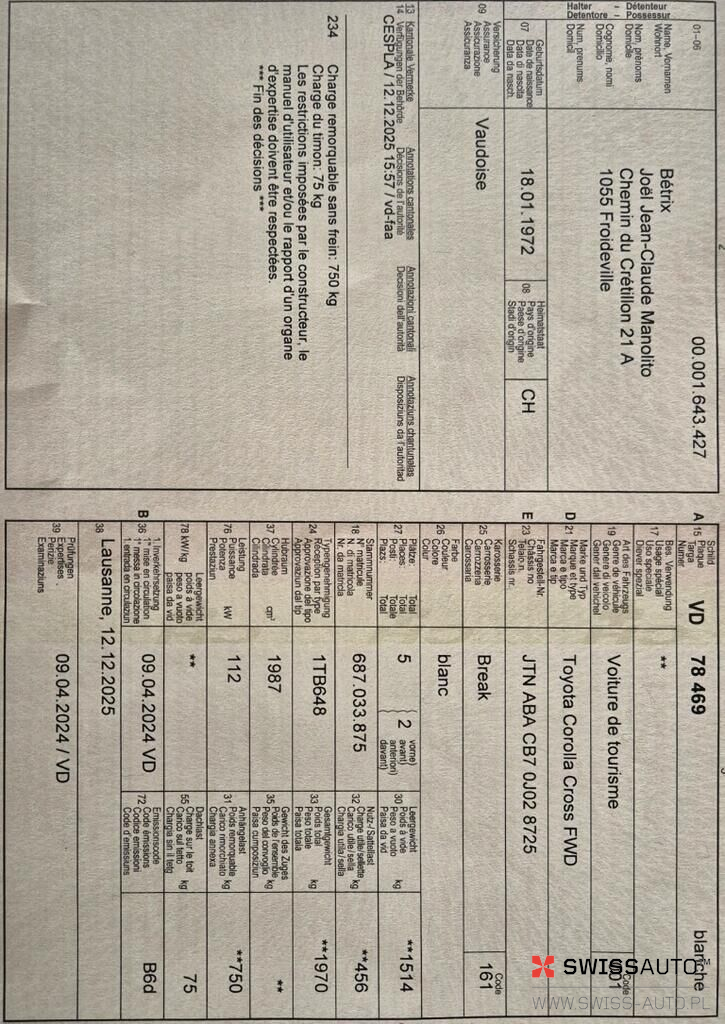 00.001.643.427
01-06
Halter - Détenteur
Detentore - Possessur
Name, Vornamen
Wohnort
Nom, prénoms
Domicile
Cognome, nomi
Domicilio
Num, prenums
Domicil
Bétrix
Joël Jean-Claude Manolito
Chemin du Crétillon 21 A
1055 Froideville
07
Geburtsdatum
Date de naissance
Data di nascita
Data da nasch.
18.01.1972
08
Heimatstaat
Pays d'origine
Paese d'origine
Stadi d'origin
CH
09
Versicherung
Assurance
Assicurazione
Assicuranza
Vaudoise
13 Kantonale Vermerke Annotations cantonales Annotazioni cantonali Annotaziuns chantunalas
14 Verfügungen der Behörde Décisions de l'autorité Decisioni dell'autorità Disposiziuns da l'autoritad
CESPLA / 12.12.2025 15:57 / vd-faa
234 Charge remorquable sans frein: 750 kg
Charge du timon: 75 kg
Les restrictions imposées par le constructeur, le
manuel d'utilisateur et/ou le rapport d'un organe
d'expertise doivent être respectées.
*** Fin des décisions ***
A 15
Schild
Plaque
Targa
Numer
VD 78 469 blanche
17
Bes. Verwendung
Usage spécial
Uso speciale
Diever spezial
**
19
Art des Fahrzeugs
Genre de véhicule
Genere di veicolo
Gener dal vehichel
Voiture de tourisme
Code
D 21
Marke und Typ
Marque et type
Marca e tipo
Marca e tip
Toyota Corolla Cross FWD
E 23
Fahrgestell-Nr.
Châssis no
Telaio n.
Schassis nr.
JTN ABA CB7 0J02 8725
25
Karosserie
Carrosserie
Carrozzeria
Carossaria
Break
Code
161
26
Farbe
Couleur
Colore
Colur
blanc
27
Plätze: Total
Places: Total
Posti: Totale
Plazs: Total
5
2
vorne)
avant)
anteriori)
davant)
30
Leergewicht
Poids à vide
Peso a vuoto
Paisa da vid
kg
**1514
18
Stammnummer
N° matricule
N. di matricola
Nr. da matricla
687.033.875
32
Nutz-/Sattellast
Charge utile/sellette
Carico utile/sella
Chargia utila/sella
kg
**456
24
Typengenehmigung
Réception par type
Approvazione del tipo
Approvaziun dal tip
1TB648
33
Gesamtgewicht
Poids total
Peso totale
Paisa totala
kg
**1970
37
Hubraum
Cylindrée
Cilindrata
Cilindrada
cm³
1987
35
Gewicht des Zuges
Poids de l'ensemble
Peso del convoglio
Paisa cumposiziun
kg
**
76
Leistung
Puissance
Potenza
Prestaziun
kW
112
31
Anhängelast
Poids remorquable
Carico rimorchiato
Chargia annexa
kg
**750
78 kW/kg
Leergewicht
poids à vide
peso a vuoto
paisa da vid
**
55
Dachlast
Charge sur le toit
Carico sul tetto
Chargia sin il tetg
kg
75
B 36
1. Inverkehrsetzung
1re mise en circulation
1a messa in circolazione
1. entrada en circulaziun
09.04.2024 VD
72
Emissionscode
Code émissions
Codice emissioni
Code d'emissiuns
B6d
38
Lausanne, 12.12.2025
39
Prüfungen
Expertises
Perizie
Examinaziuns
09.04.2024 / VD
SWISSAUTO™
WWW.SWISS-AUTO.PL